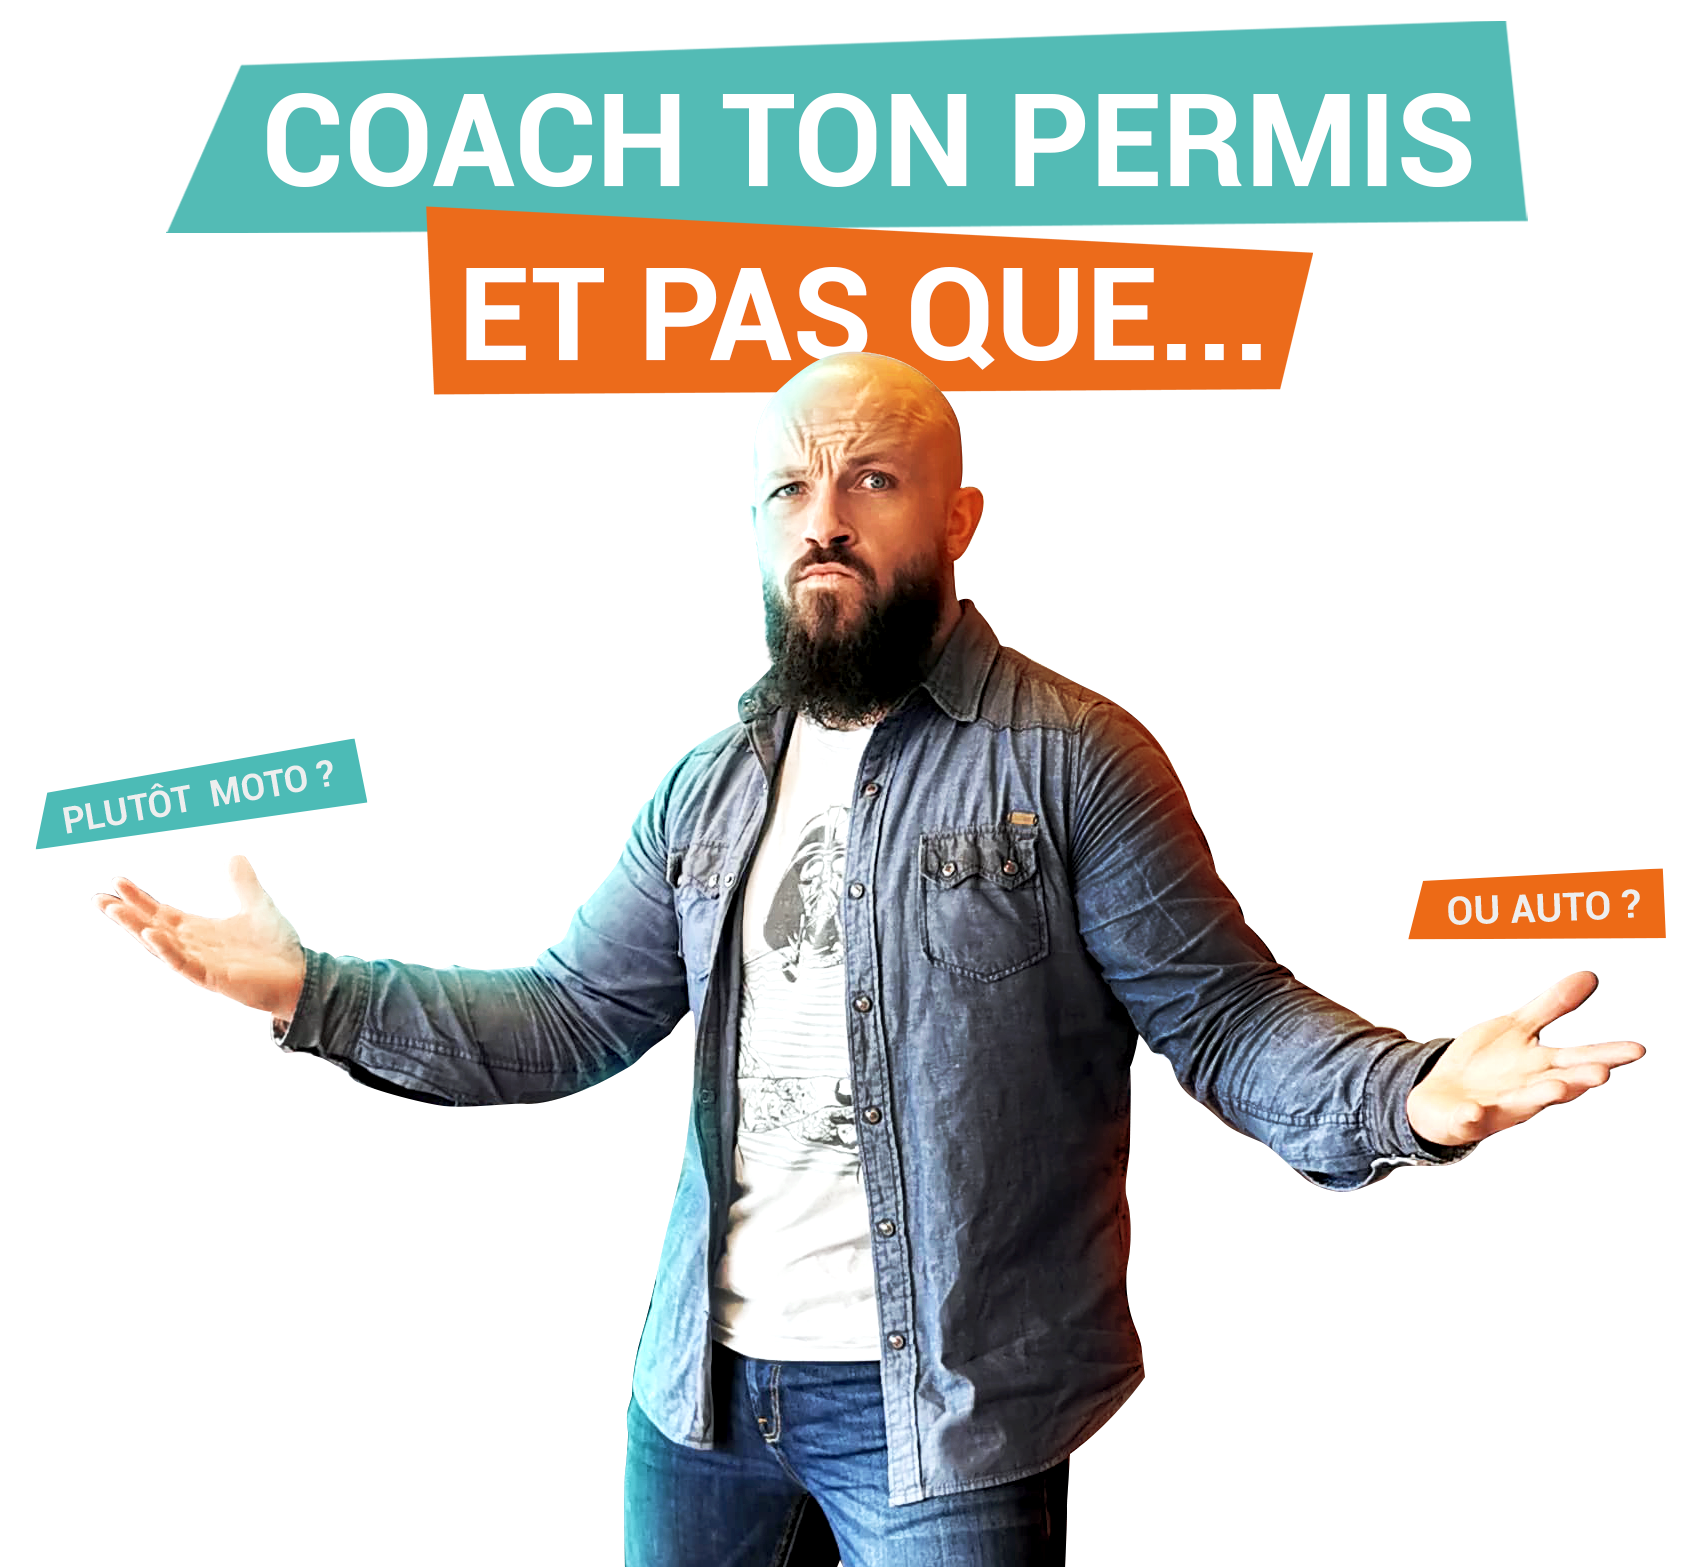 COACH TON PERMIS
ET PAS QUE...
PLUTÔT MOTO ?
OU AUTO ?